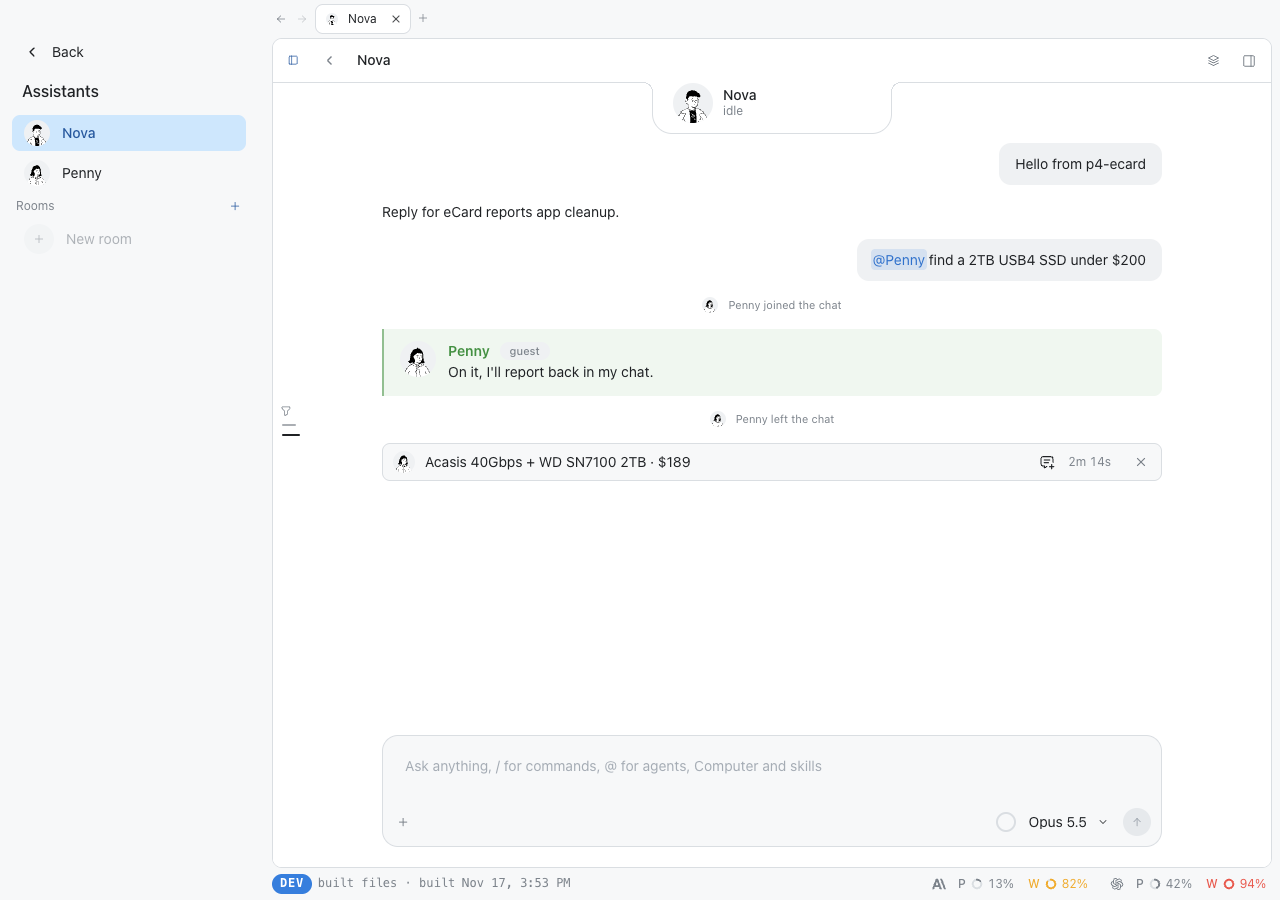 Nova
Back
Nova
Assistants
Nova
idle
Nova
Penny
Rooms
New room
Hello from p4-ecard
Reply for eCard reports app cleanup.
@Penny find a 2TB USB4 SSD under $200
Penny joined the chat
Penny guest
On it, I'll report back in my chat.
Penny left the chat
Acasis 40Gbps + WD SN7100 2TB · $189 2m 14s
Ask anything, / for commands, @ for agents, Computer and skills
Opus 5.5
DEV built files · built Nov 17, 3:53 PM
P 13% W 82% P 42% W 94%